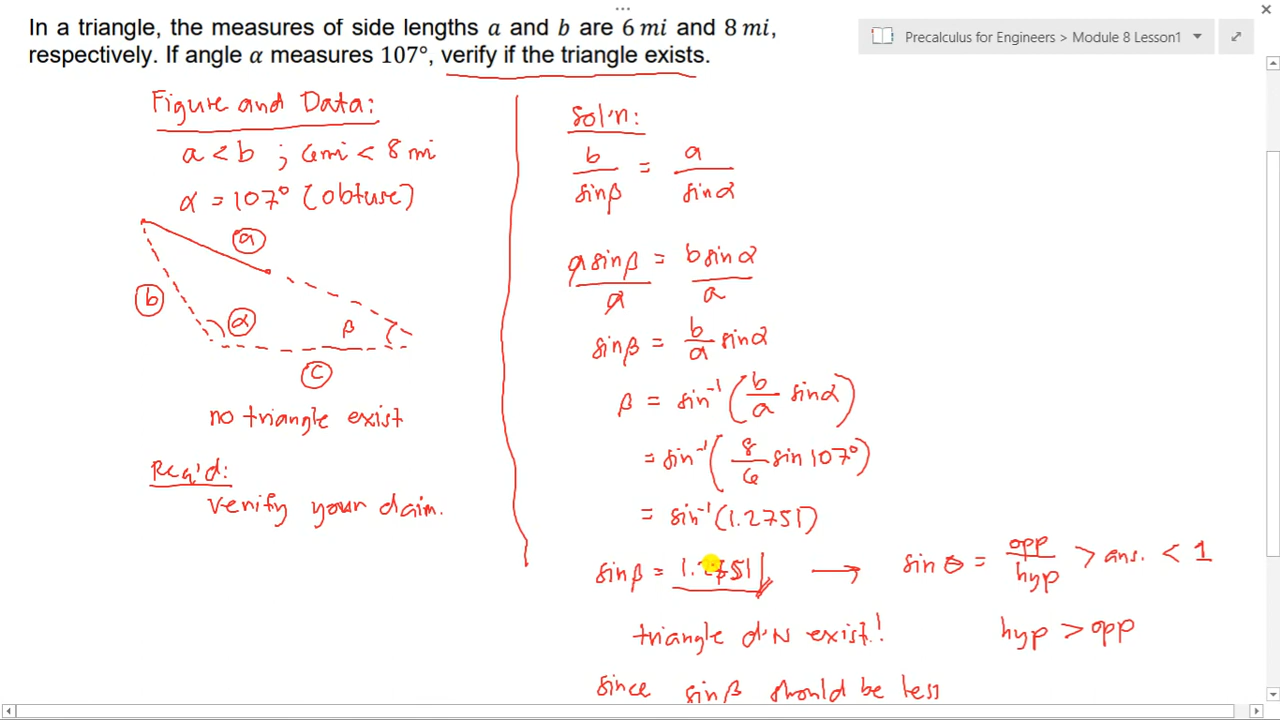 In a triangle, the measures of side lengths a and b are 6 mi and 8 mi,
respectively. If angle α measures 107°, verify if the triangle exists.
Precalculus for Engineers > Module 8 Lesson1
Figure and Data:
a < b ; 6mi < 8 mi
α = 107° (obtuse)
a
b
α
β
c
no triangle exist
Req'd:
verify your claim.
Sol'n:
b/sinβ = a/sinα
a sinβ/a = b sinα/a
sinβ = b/a sinα
β = sin⁻¹(b/a sinα)
= sin⁻¹(8/6 sin 107°)
= sin⁻¹(1.2751)
sinβ = 1.2751 → sin θ = opp/hyp > ans. < 1
triangle d'N exist!
hyp > opp
since sinβ should be less